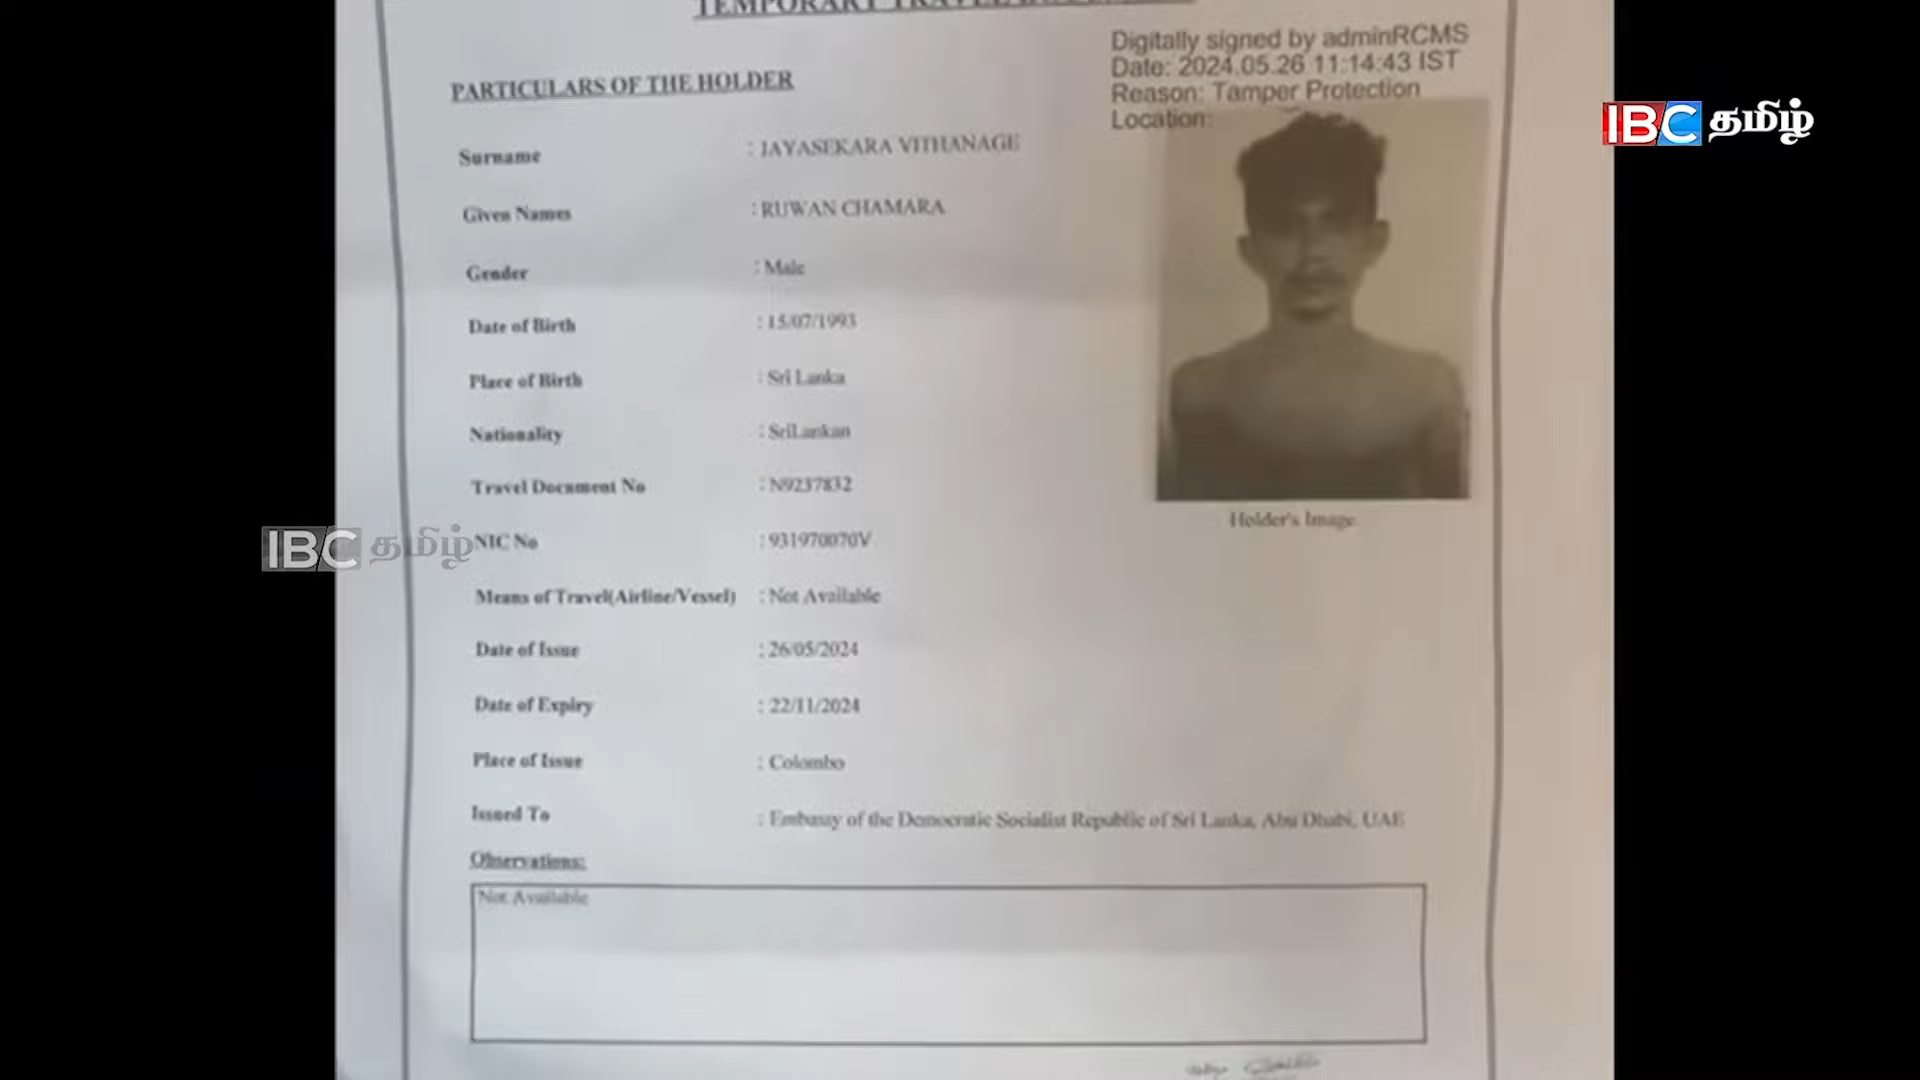 TEMPORARY TRAVEL
Digitally signed by adminRCMS
Date: 2024.05.26 11:14:43 IST
Reason: Tamper Protection
Location:
IBC தமிழ்
PARTICULARS OF THE HOLDER
Surname : JAYASEKARA VITHANAGE
Given Names : RUWAN CHAMARA
Gender : Male
Date of Birth : 15/07/1993
Place of Birth : Sri Lanka
Nationality : SriLankan
Travel Document No : N9237832
Holder's Image
IBC தமிழ்
NIC No : 931970070V
Means of Travel(Airline/Vessel) : Not Available
Date of Issue : 26/05/2024
Date of Expiry : 22/11/2024
Place of Issue : Colombo
Issued To : Embassy of the Democratic Socialist Republic of Sri Lanka, Abu Dhabi, UAE
Observations:
Not Available